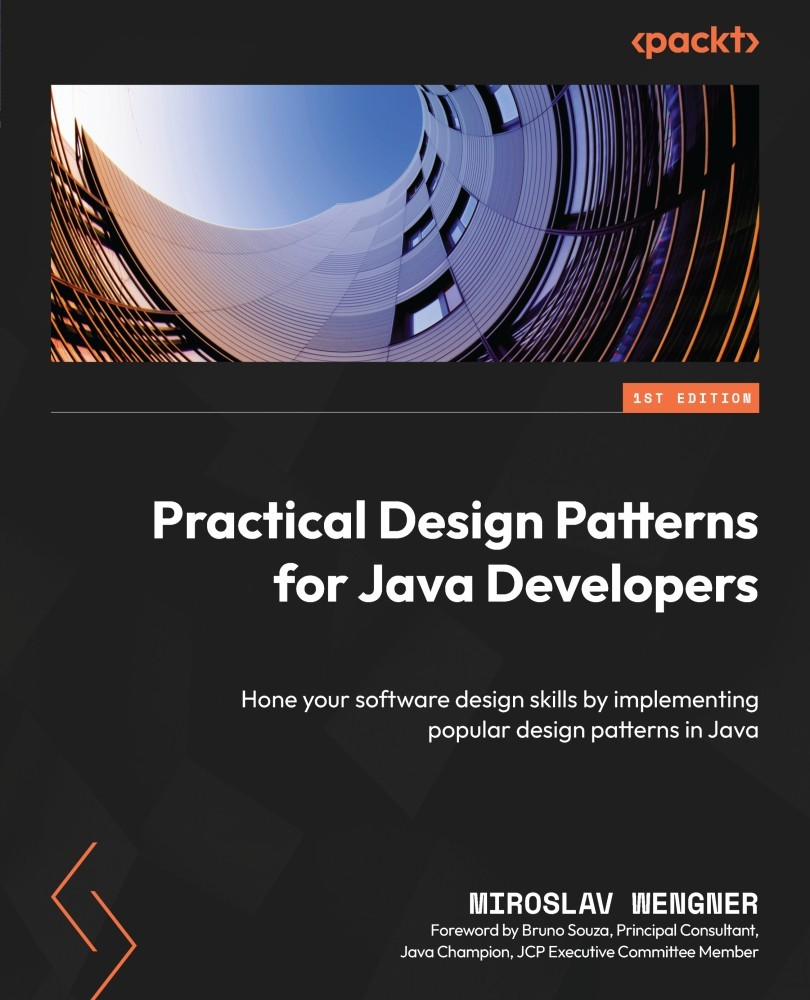 <packt>
1ST EDITION
Practical Design Patterns
for Java Developers
Hone your software design skills by implementing
popular design patterns in Java
MIROSLAV WENGNER
Foreword by Bruno Souza, Principal Consultant,
Java Champion, JCP Executive Committee Member